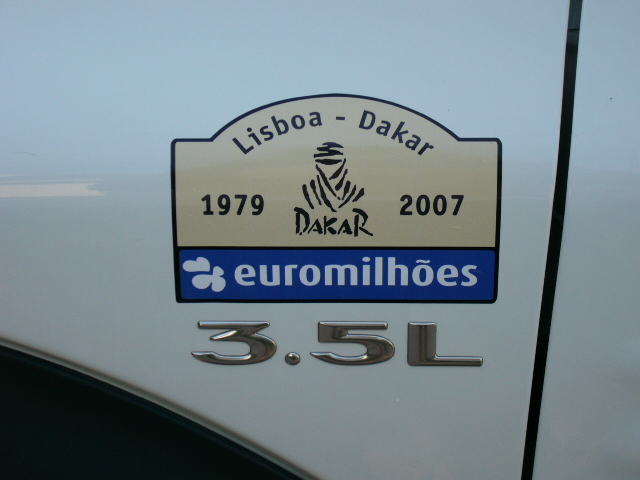 Lisboa - Dakar
1979 2007
DAKAR
euromilhões
3.5L